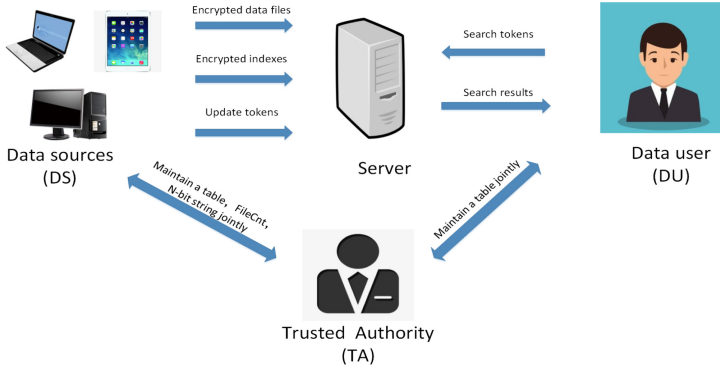 Encrypted data files
Encrypted indexes
Update tokens
Search tokens
Search results
Data sources
(DS)
Server
Data user
(DU)
Maintain a table, FileCnt,
N-bit string jointly
Maintain a table jointly
Trusted Authority
(TA)